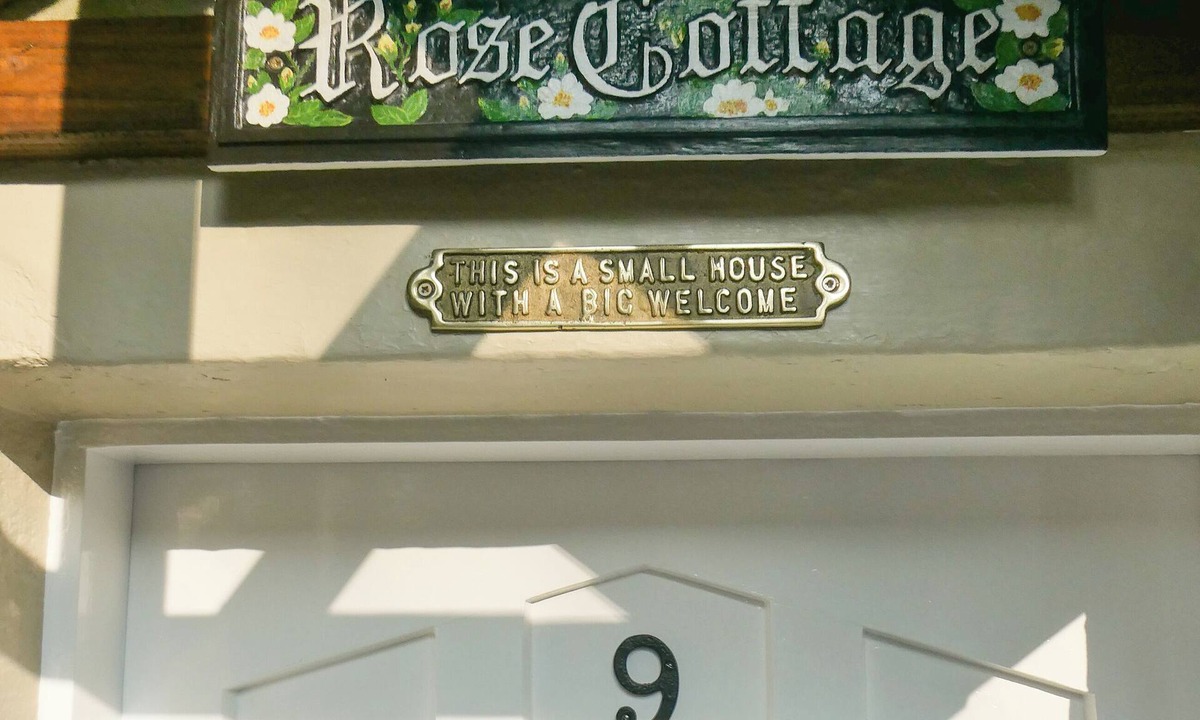 Rose Cottage
THIS IS A SMALL HOUSE
WITH A BIG WELCOME
9